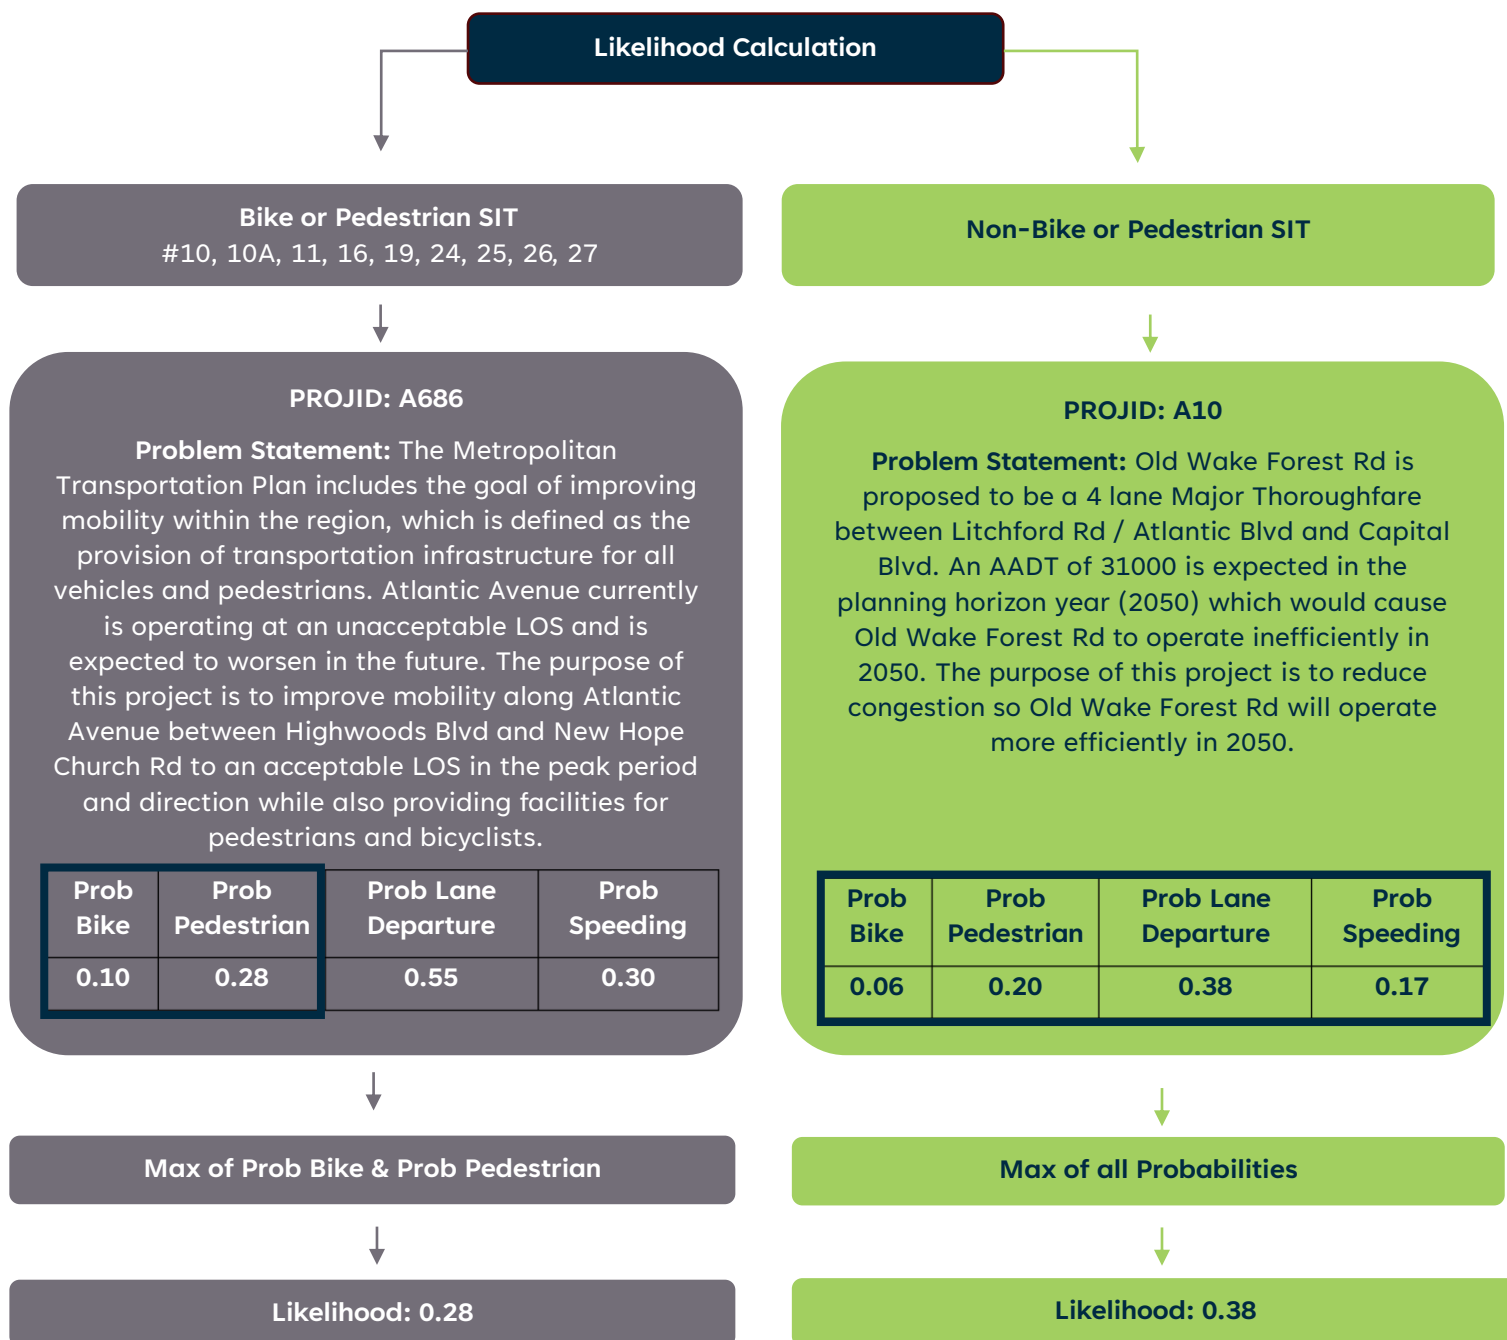 Likelihood Calculation
Bike or Pedestrian SIT
#10, 10A, 11, 16, 19, 24, 25, 26, 27
PROJID: A686
Problem Statement: The Metropolitan
Transportation Plan includes the goal of improving
mobility within the region, which is defined as the
provision of transportation infrastructure for all
vehicles and pedestrians. Atlantic Avenue currently
is operating at an unacceptable LOS and is
expected to worsen in the future. The purpose of
this project is to improve mobility along Atlantic
Avenue between Highwoods Blvd and New Hope
Church Rd to an acceptable LOS in the peak period
and direction while also providing facilities for
pedestrians and bicyclists.
Prob Bike
Prob Pedestrian
Prob Lane Departure
Prob Speeding
0.10
0.28
0.55
0.30
Max of Prob Bike & Prob Pedestrian
Likelihood: 0.28
Non-Bike or Pedestrian SIT
PROJID: A10
Problem Statement: Old Wake Forest Rd is
proposed to be a 4 lane Major Thoroughfare
between Litchford Rd / Atlantic Blvd and Capital
Blvd. An AADT of 31000 is expected in the
planning horizon year (2050) which would cause
Old Wake Forest Rd to operate inefficiently in
2050. The purpose of this project is to reduce
congestion so Old Wake Forest Rd will operate
more efficiently in 2050.
Prob Bike
Prob Pedestrian
Prob Lane Departure
Prob Speeding
0.06
0.20
0.38
0.17
Max of all Probabilities
Likelihood: 0.38